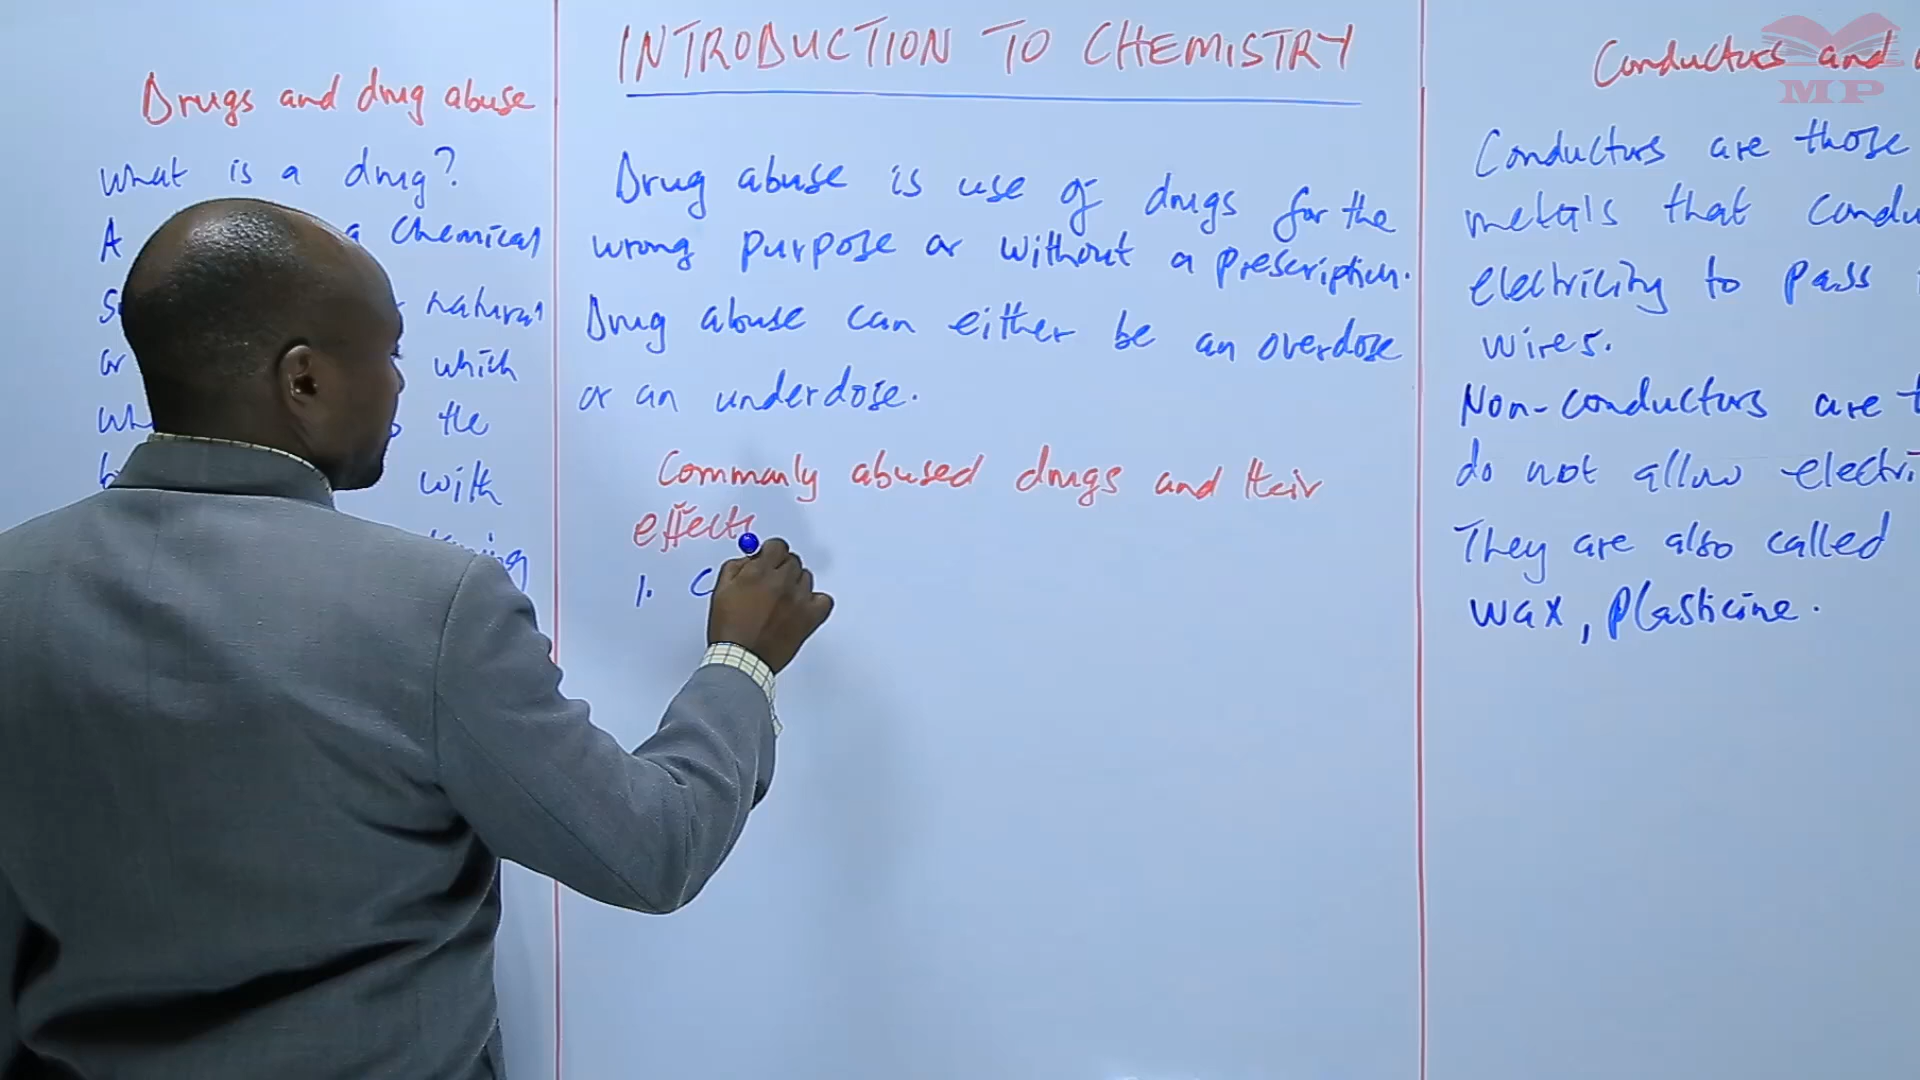 INTRODUCTION TO CHEMISTRY
Drugs and drug abuse
What is a drug?
A a chemical
natural
or which
the
with
Drug abuse is use of drugs for the
wrong purpose or without a prescription.
Drug abuse can either be an overdose
or an underdose.
Commonly abused drugs and their
effects
1. C
Conductors and
Conductors are those
metals that condu
electricity to pass
wires.
Non-conductors are t
do not allow electri
They are also called
wax, plasticine.
MP